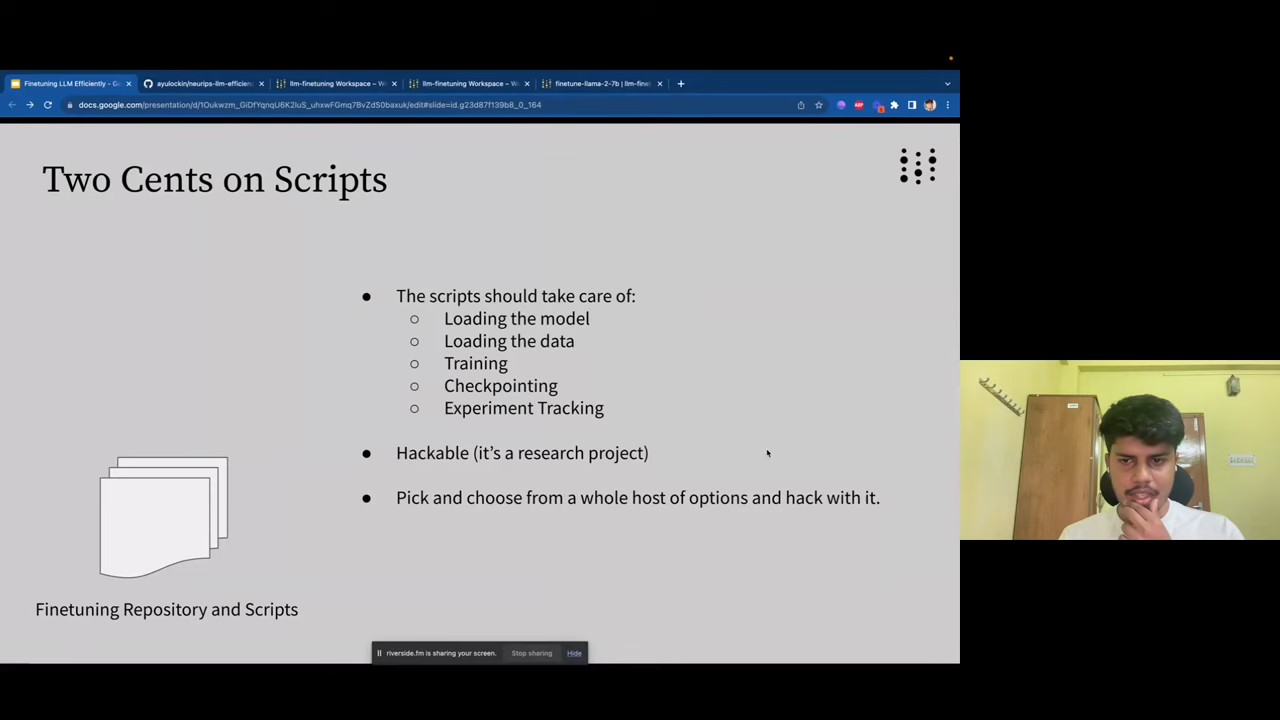 Finetuning LLM Efficiently - G
ayulockin/neurips-llm-efficien
llm-finetuning Workspace – W
llm-finetuning Workspace – W
finetune-llama-2-7b | llm-fine
docs.google.com/presentation/d/1Oukwzm_GiDfYqnqU6K2IuS_uhxwFGmq7BvZdS0baxuk/edit#slide=id.g23d87f139b8_0_164
Two Cents on Scripts
● The scripts should take care of:
○ Loading the model
○ Loading the data
○ Training
○ Checkpointing
○ Experiment Tracking
● Hackable (it's a research project)
● Pick and choose from a whole host of options and hack with it.
Finetuning Repository and Scripts
riverside.fm is sharing your screen. Stop sharing Hide